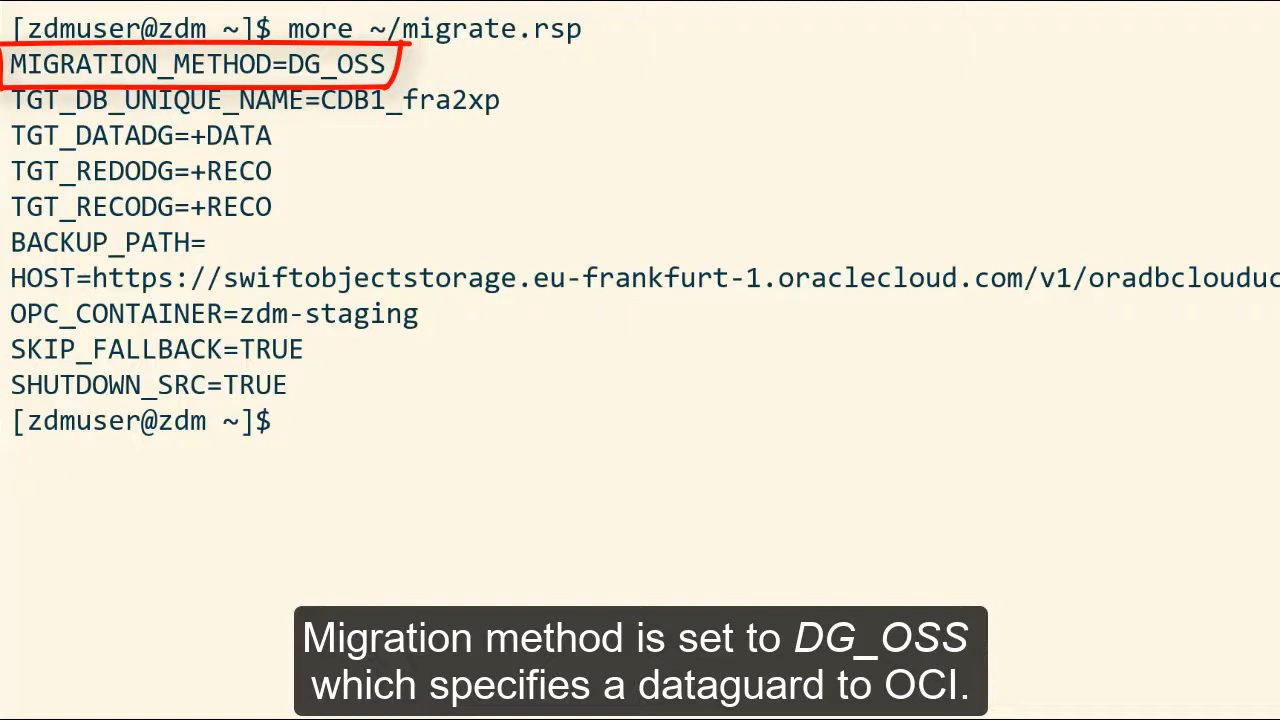 [zdmuser@zdm ~]$ more ~/migrate.rsp
MIGRATION_METHOD=DG_OSS
TGT_DB_UNIQUE_NAME=CDB1_fra2xp
TGT_DATADG=+DATA
TGT_REDODG=+RECO
TGT_RECODG=+RECO
BACKUP_PATH=
HOST=https://swiftobjectstorage.eu-frankfurt-1.oraclecloud.com/v1/oradbclouduc
OPC_CONTAINER=zdm-staging
SKIP_FALLBACK=TRUE
SHUTDOWN_SRC=TRUE
[zdmuser@zdm ~]$
Migration method is set to DG_OSS
which specifies a dataguard to OCI.